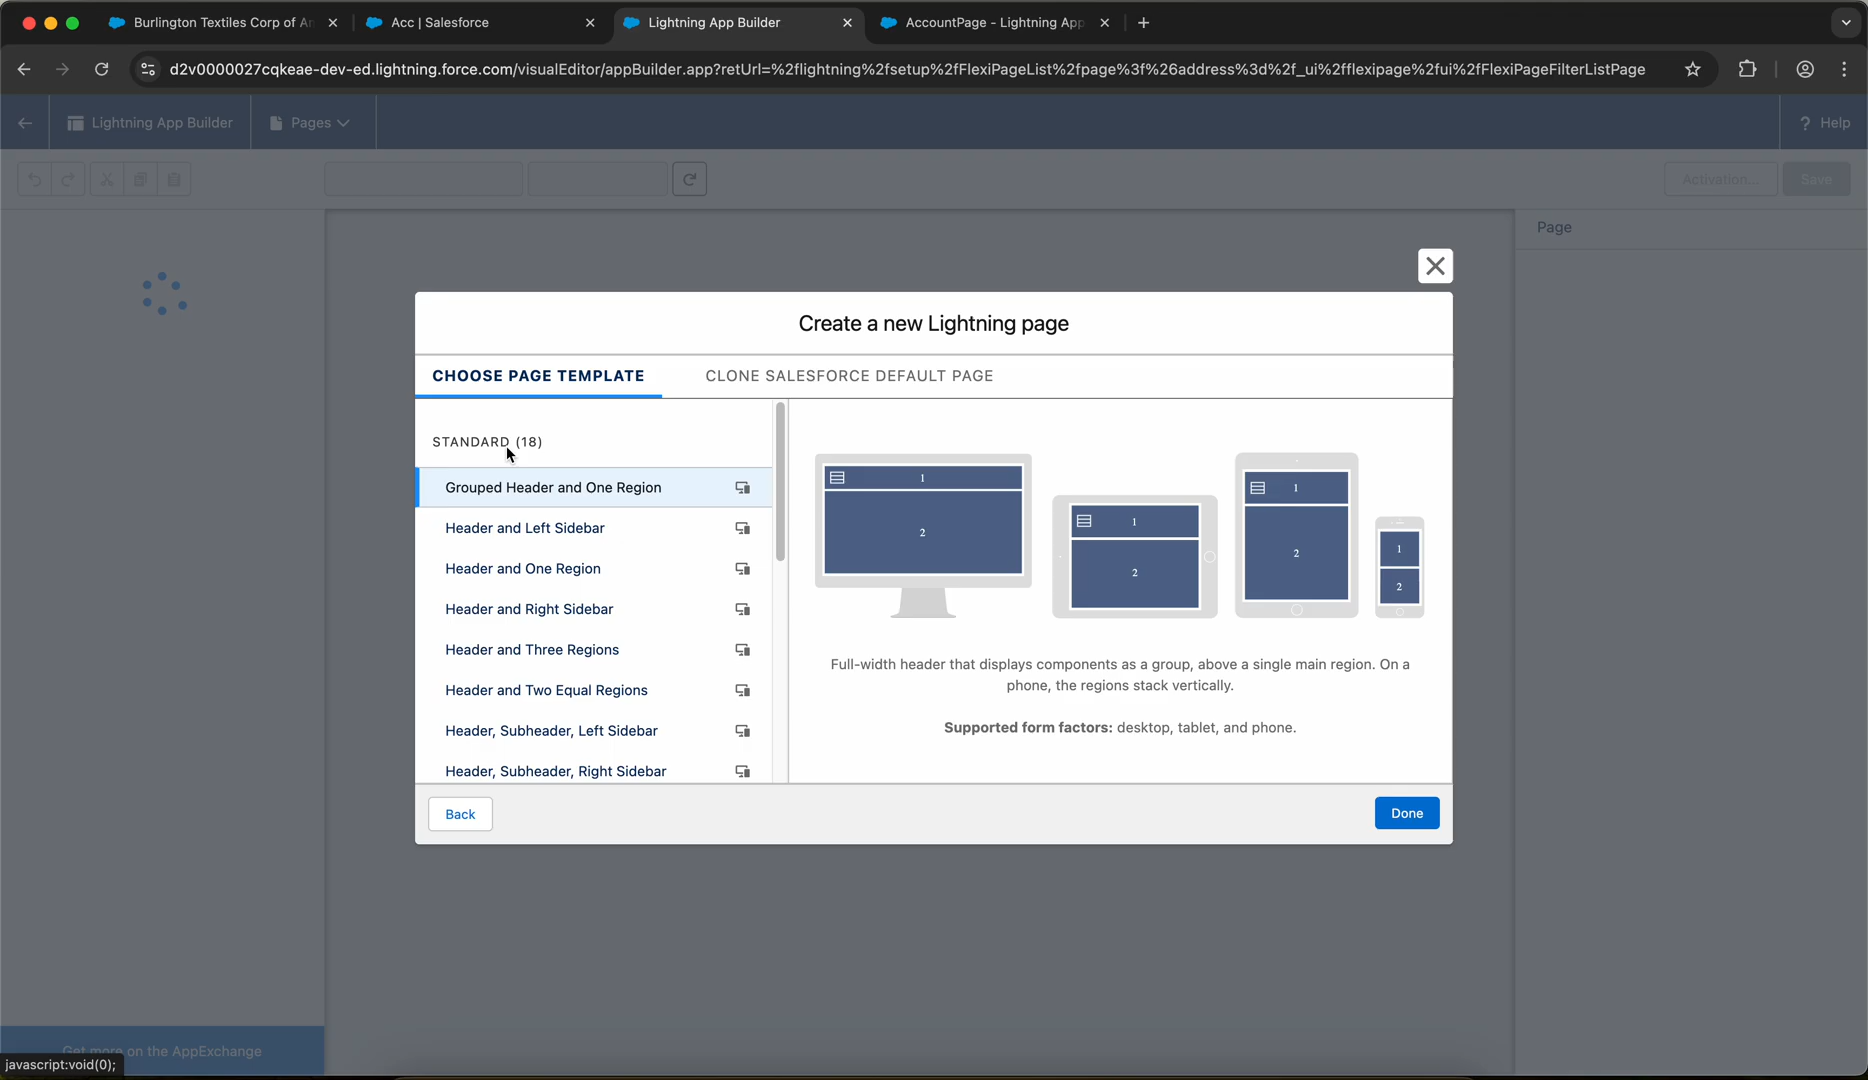 Burlington Textiles Corp of Am
Acc | Salesforce
Lightning App Builder
AccountPage - Lightning App
d2v0000027cqkeae-dev-ed.lightning.force.com/visualEditor/appBuilder.app?retUrl=%2flightning%2fsetup%2fFlexiPageList%2fpage%3f%26address%3d%2f_ui%2fflexipage%2fui%2fFlexiPageFilterListPage
Lightning App Builder
Pages
? Help
Activation...
Save
Page
Create a new Lightning page
CHOOSE PAGE TEMPLATE
CLONE SALESFORCE DEFAULT PAGE
STANDARD (18)
Grouped Header and One Region
Header and Left Sidebar
Header and One Region
Header and Right Sidebar
Header and Three Regions
Header and Two Equal Regions
Header, Subheader, Left Sidebar
Header, Subheader, Right Sidebar
1
2
1
2
1
2
1
2
Full-width header that displays components as a group, above a single main region. On a
phone, the regions stack vertically.
Supported form factors: desktop, tablet, and phone.
Back
Done
Get more on the AppExchange
javascript:void(0);